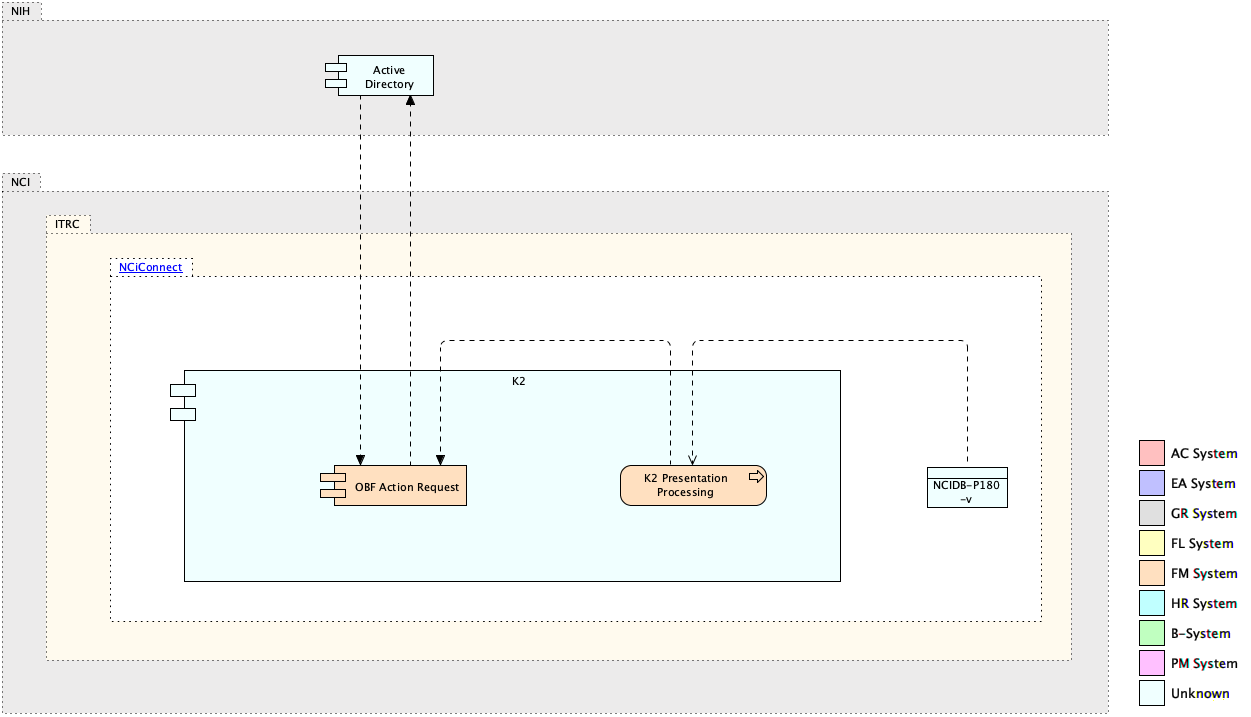 NIH
Active
Directory
NCI
ITRC
NCiConnect
K2
OBF Action Request
K2 Presentation
Processing
NCIDB-P180
-v
AC System
EA System
GR System
FL System
FM System
HR System
B-System
PM System
Unknown